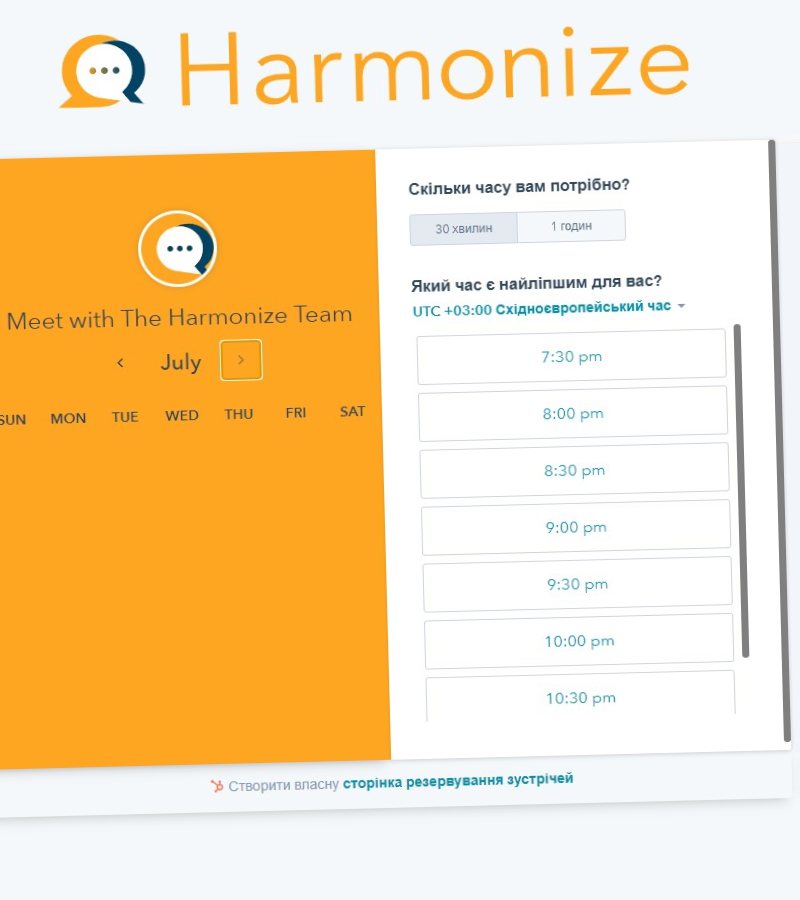 Harmonize
Meet with The Harmonize Team
July
SUN MON TUE WED THU FRI SAT
Скільки часу вам потрібно?
30 хвилин 1 годин
Який час є найліпшим для вас?
UTC +03:00 Східноєвропейський час
7:30 pm
8:00 pm
8:30 pm
9:00 pm
9:30 pm
10:00 pm
10:30 pm
Створити власну сторінка резервування зустрічей